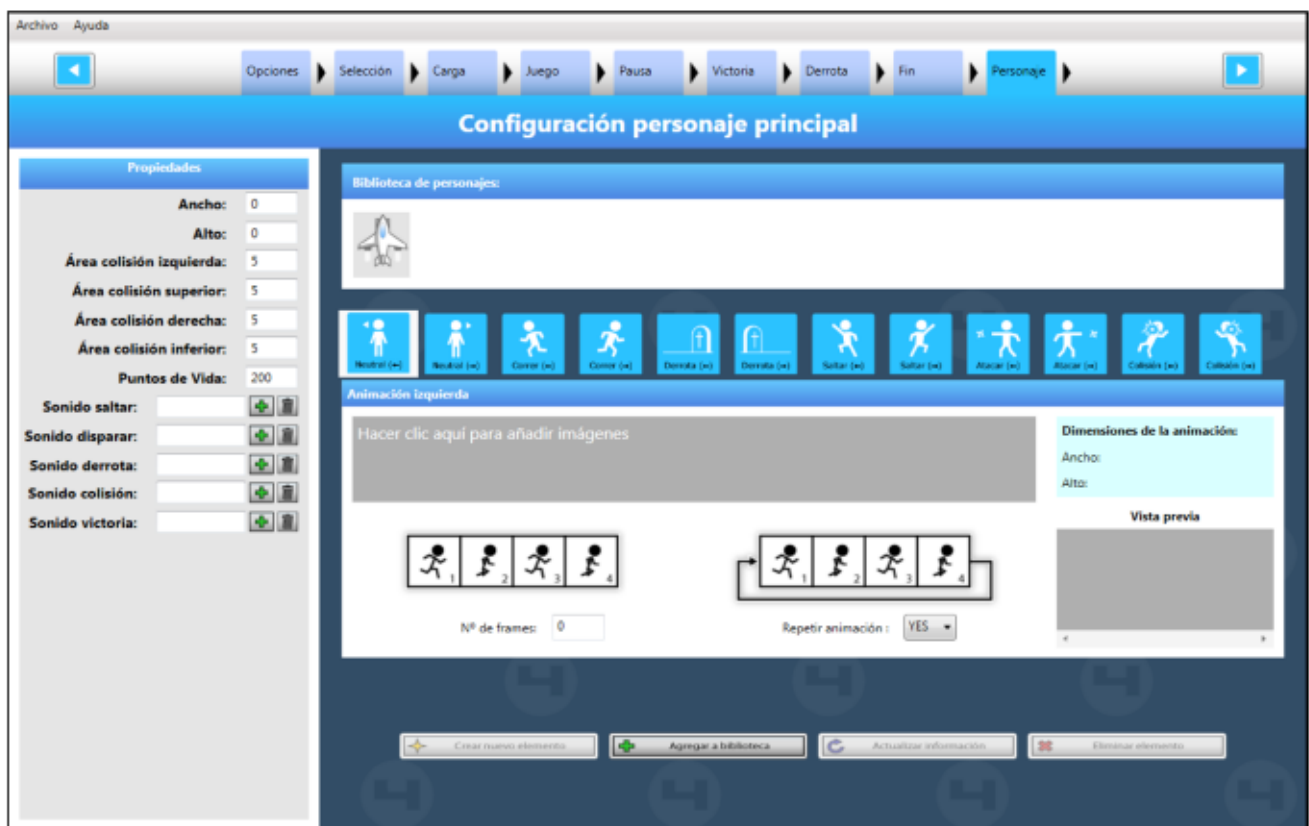 Archivo Ayuda
Opciones Selección Carga Juego Pausa Victoria Derrota Fin Personaje
Configuración personaje principal
Propiedades
Ancho: 0
Alto: 0
Área colisión izquierda: 5
Área colisión superior: 5
Área colisión derecha: 5
Área colisión inferior: 5
Puntos de Vida: 200
Sonido saltar:
Sonido disparar:
Sonido derrota:
Sonido colisión:
Sonido victoria:
Biblioteca de personajes:
Neutral (←) Neutral (→) Correr (←) Correr (→) Derrota (←) Derrota (→) Saltar (←) Saltar (→) Atacar (←) Atacar (→) Colisión (←) Colisión (→)
Animación izquierda
Hacer clic aquí para añadir imágenes
Dimensiones de la animación:
Ancho:
Alto:
Vista previa
1 2 3 4
1 2 3 4
Nº de frames: 0
Repetir animación : YES
Crear nuevo elemento Agregar a biblioteca Actualizar información Eliminar elemento